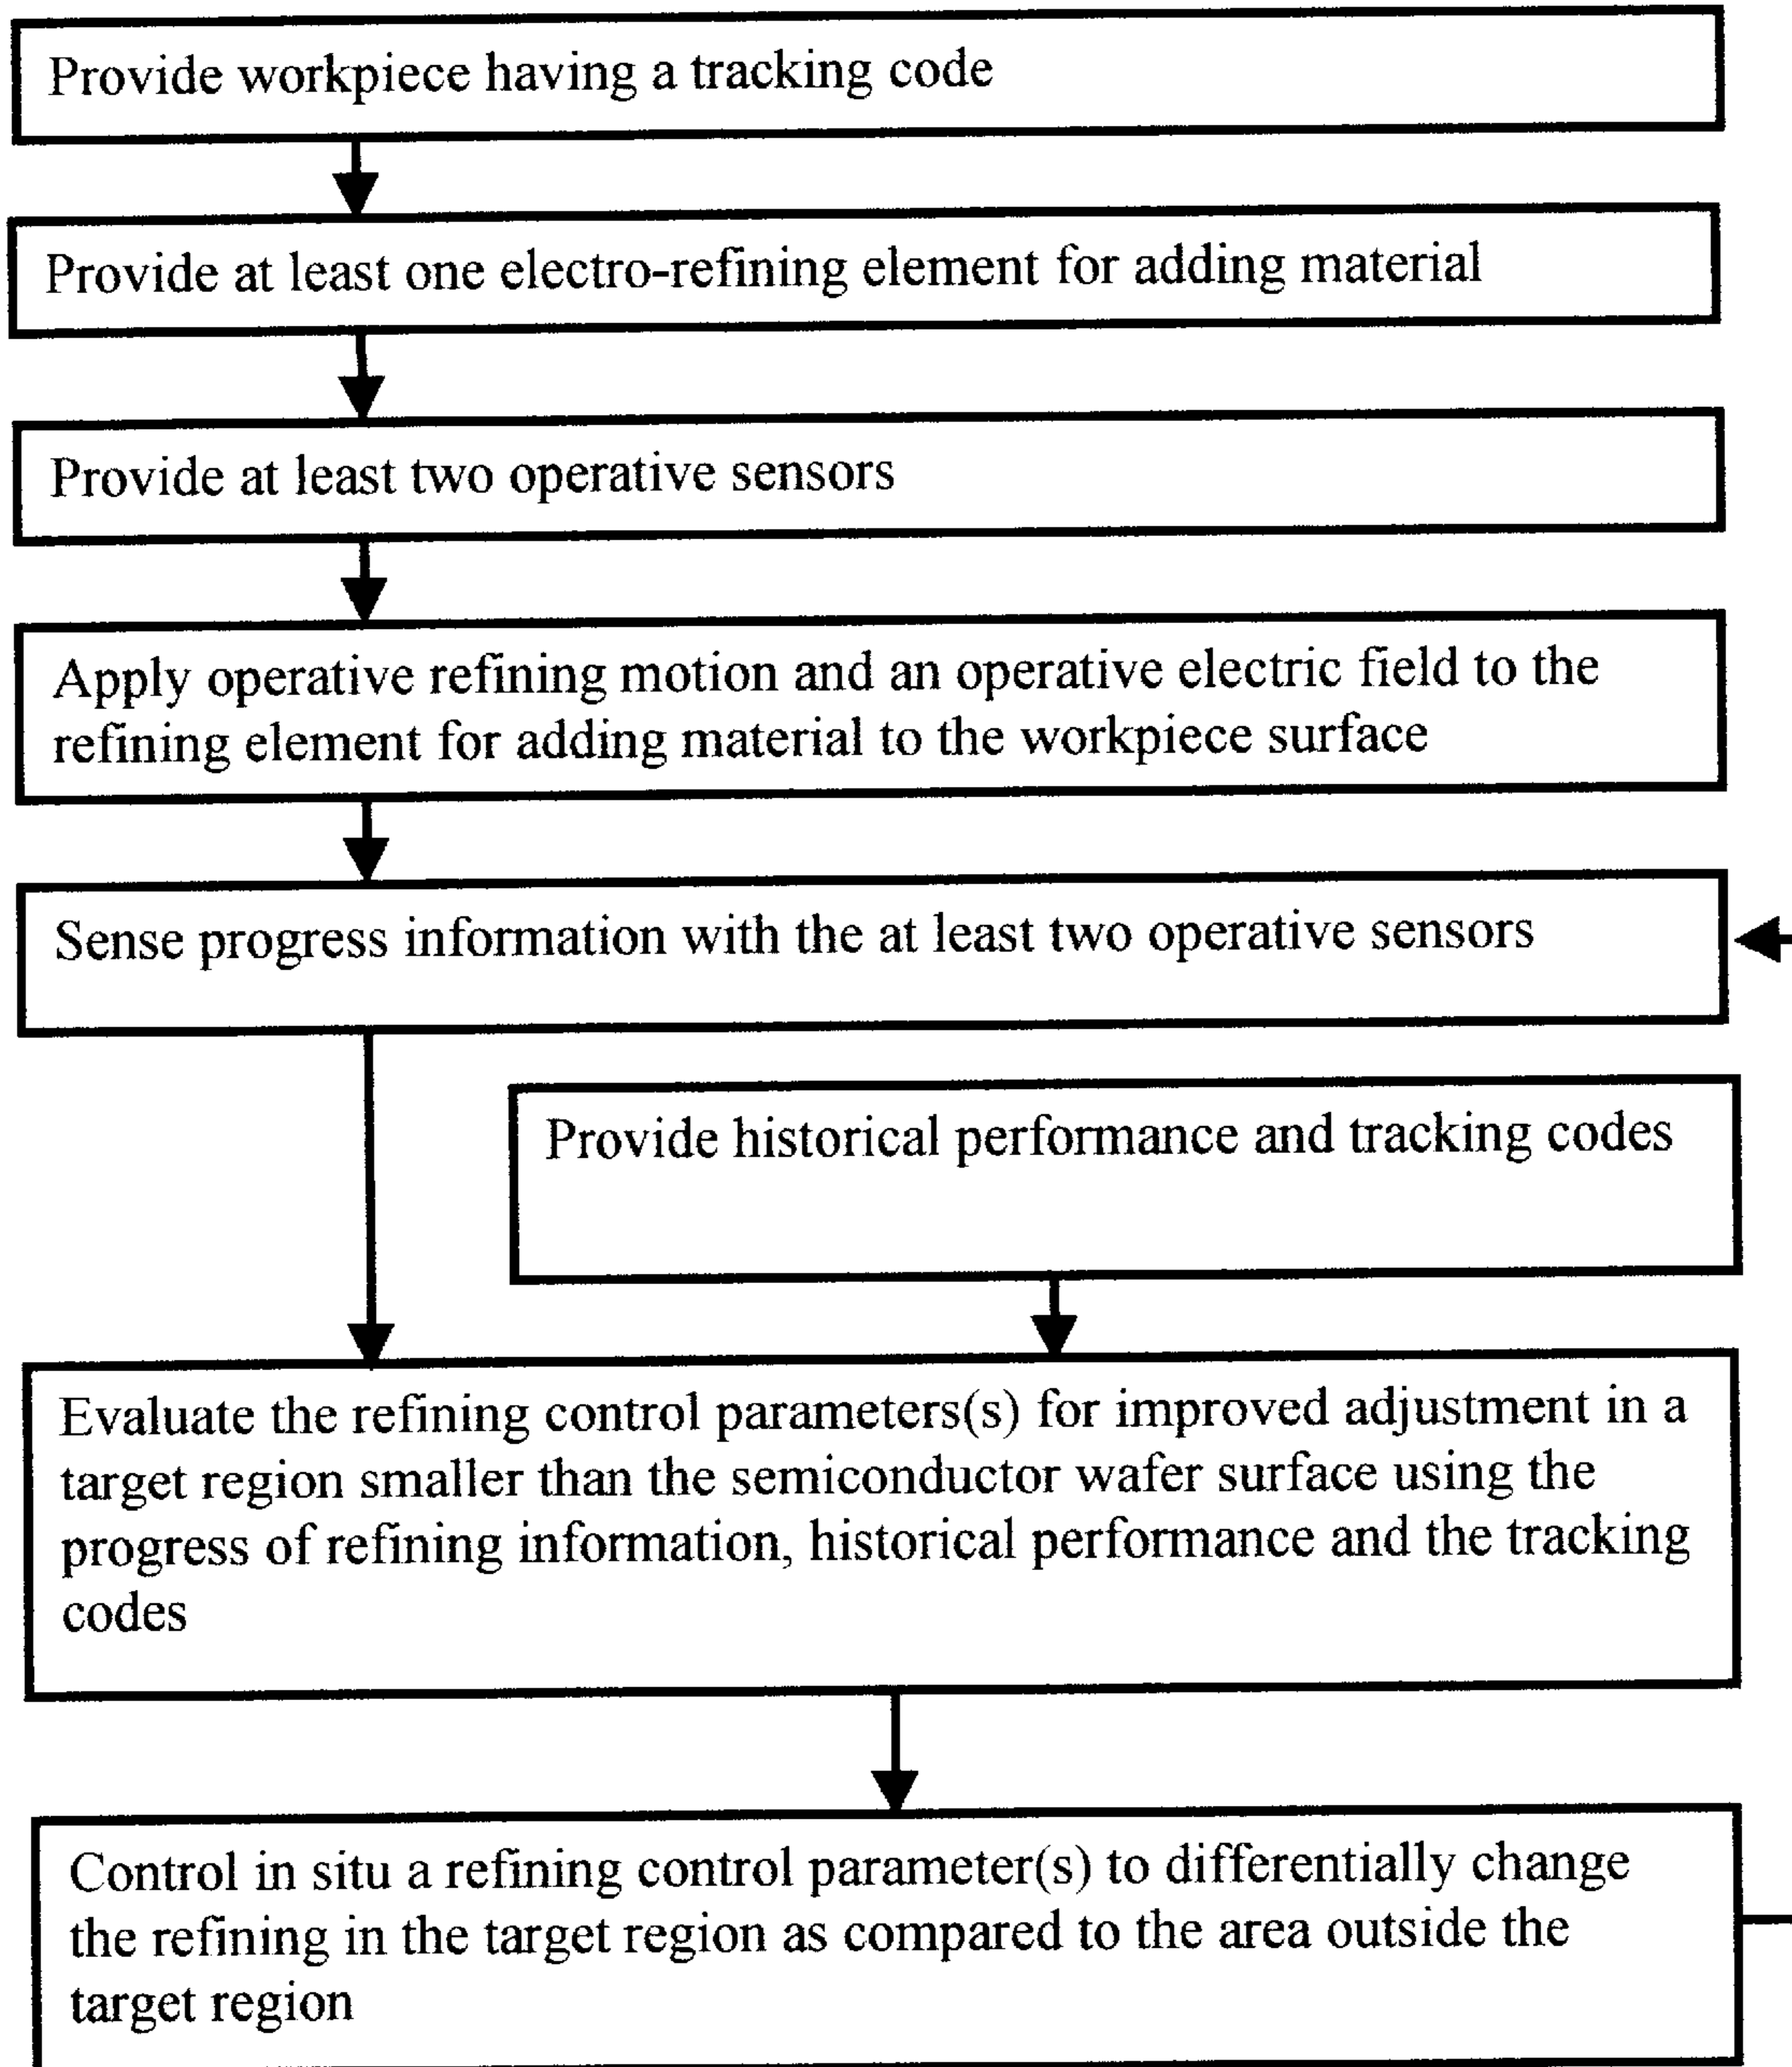 Provide workpiece having a tracking code
Provide at least one electro-refining element for adding material
Provide at least two operative sensors
Apply operative refining motion and an operative electric field to the
refining element for adding material to the workpiece surface
Sense progress information with the at least two operative sensors
Provide historical performance and tracking codes
Evaluate the refining control parameters(s) for improved adjustment in a
target region smaller than the semiconductor wafer surface using the
progress of refining information, historical performance and the tracking
codes
Control in situ a refining control parameter(s) to differentially change
the refining in the target region as compared to the area outside the
target region